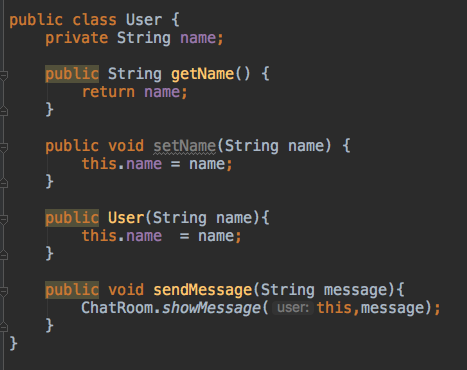 public class User {
    private String name;

    public String getName() {
        return name;
    }

    public void setName(String name) {
        this.name = name;
    }

    public User(String name){
        this.name  = name;
    }

    public void sendMessage(String message){
        ChatRoom.showMessage( user: this,message);
    }
}